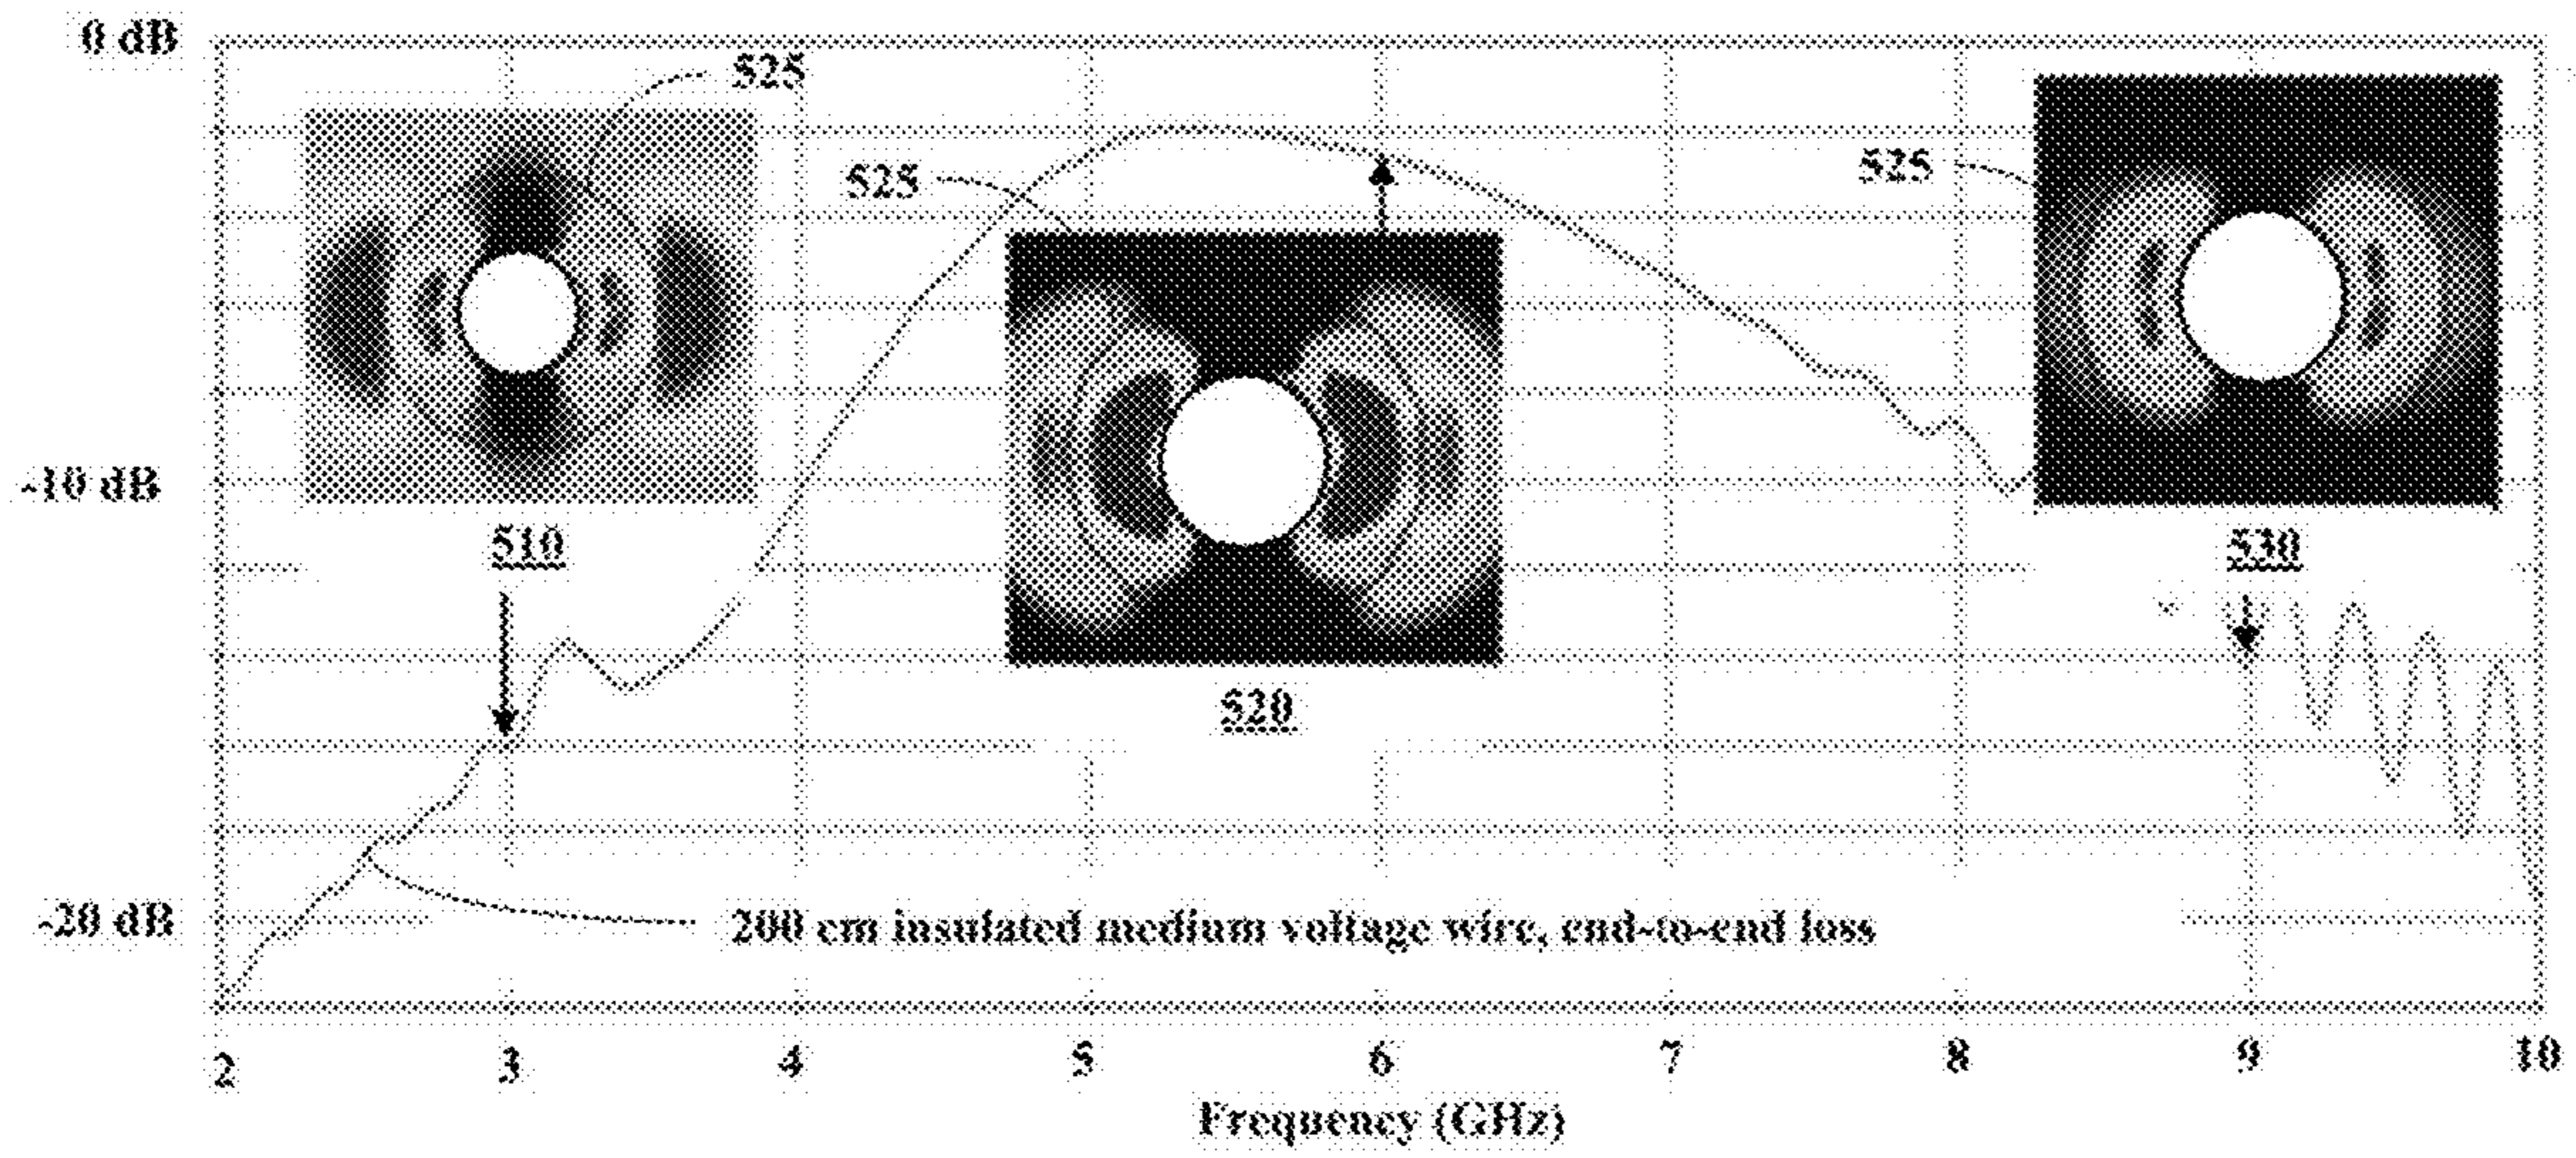 0 dB
525
525
525
-10 dB
510
530
520
-20 dB
200 cm insulated medium voltage wire, end-to-end loss
2 3 4 5 6 7 8 9 10
Frequency (GHz)